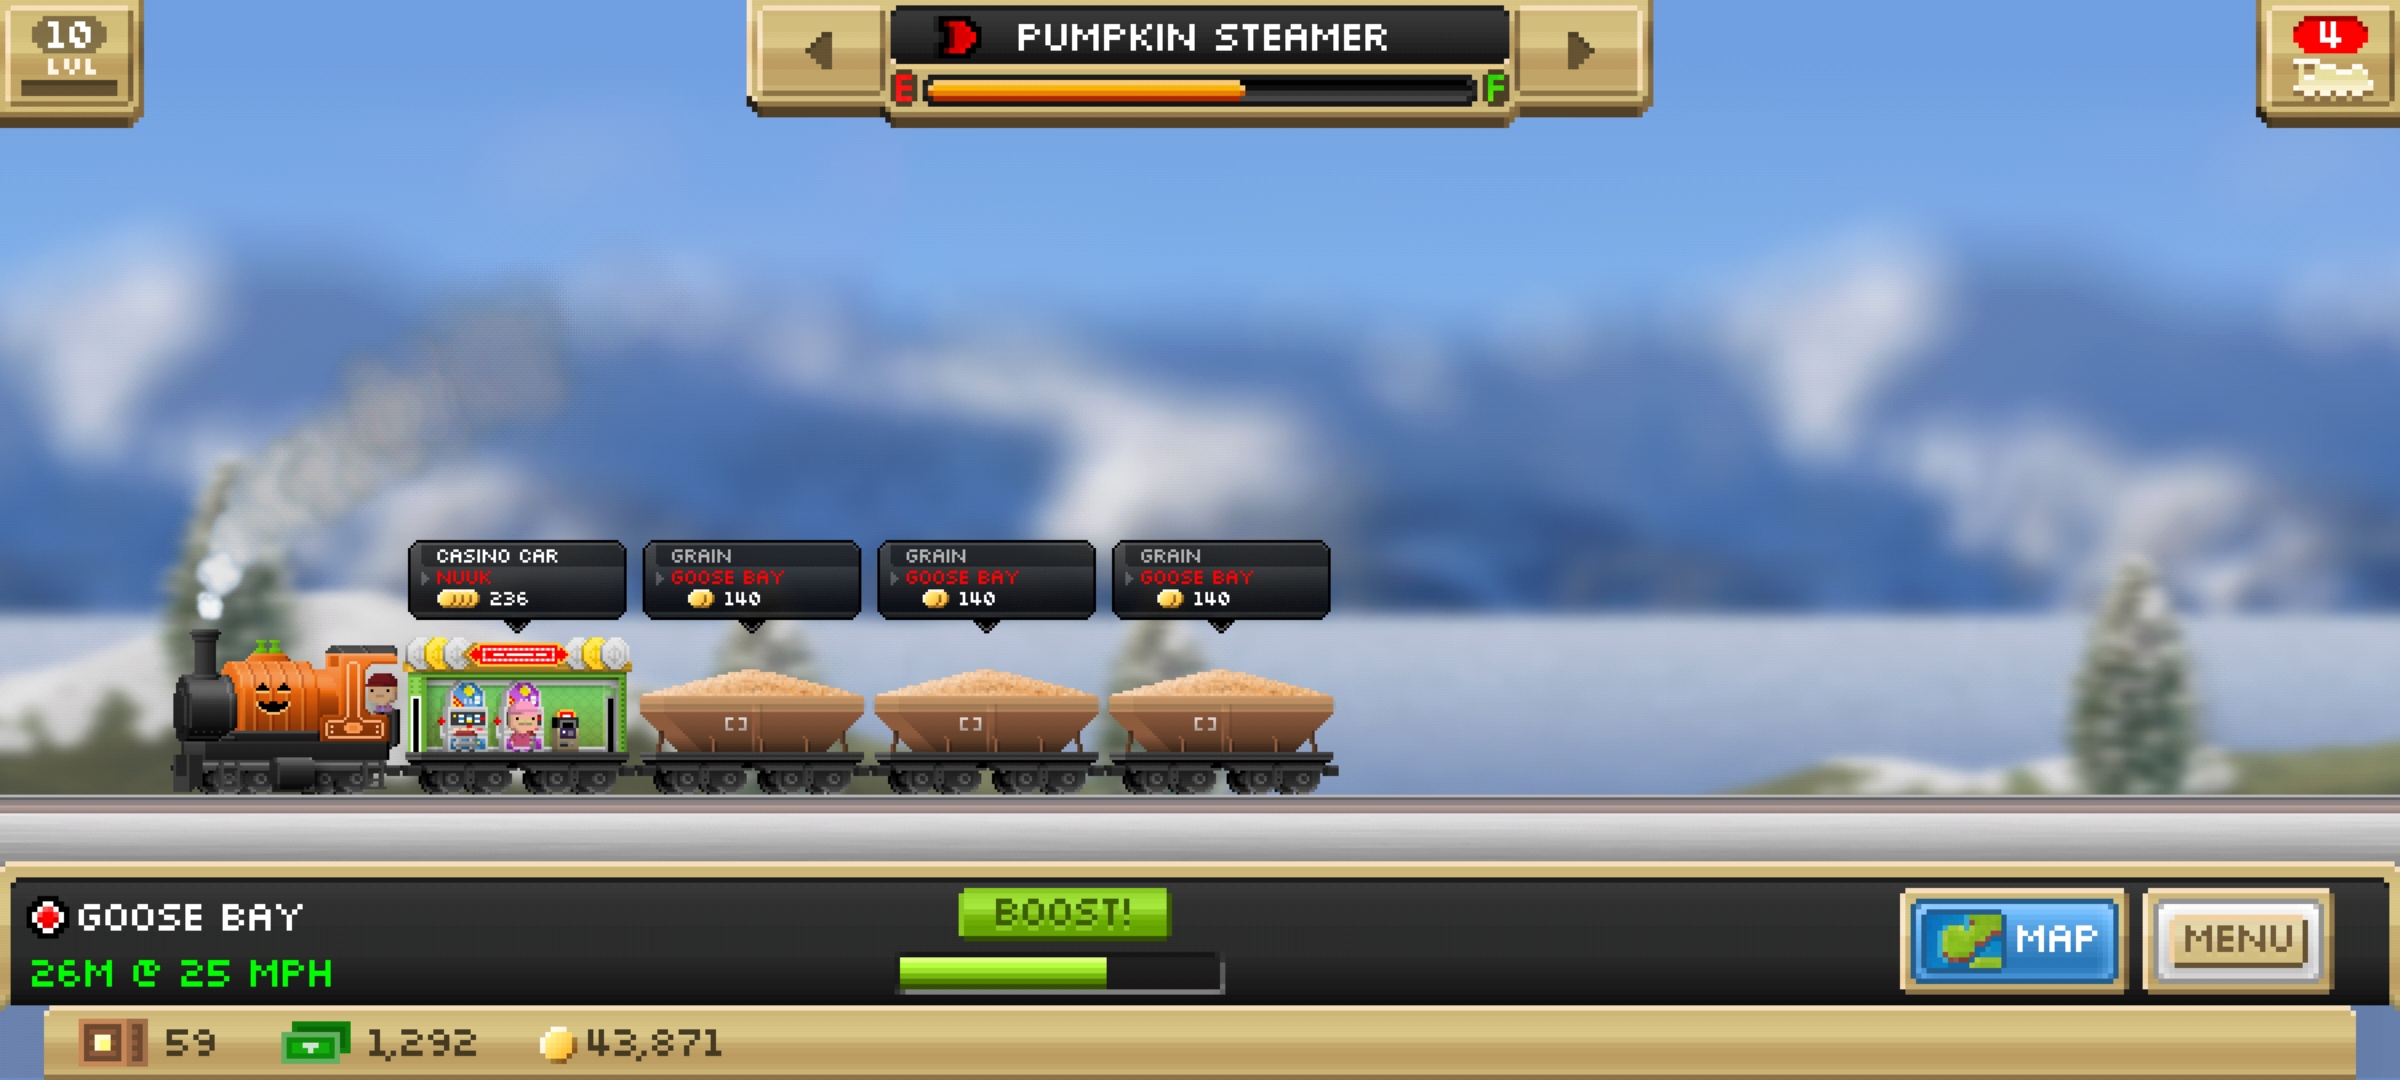 10
LVL
PUMPKIN STEAMER
E
F
4
CASINO CAR
NUUK
236
GRAIN
GOOSE BAY
140
GRAIN
GOOSE BAY
140
GRAIN
GOOSE BAY
140
GOOSE BAY
26M @ 25 MPH
BOOST!
MAP
MENU
59
1,292
43,871